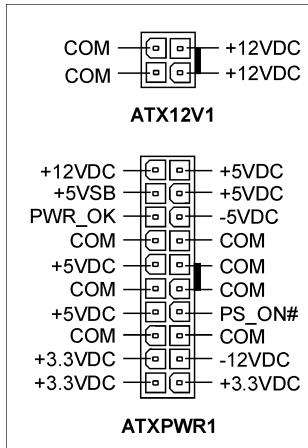 COM +12VDC
COM +12VDC
ATX12V1
+12VDC +5VDC
+5VSB +5VDC
PWR_OK -5VDC
COM COM
+5VDC COM
COM COM
+5VDC PS_ON#
COM COM
+3.3VDC -12VDC
+3.3VDC +3.3VDC
ATXPWR1